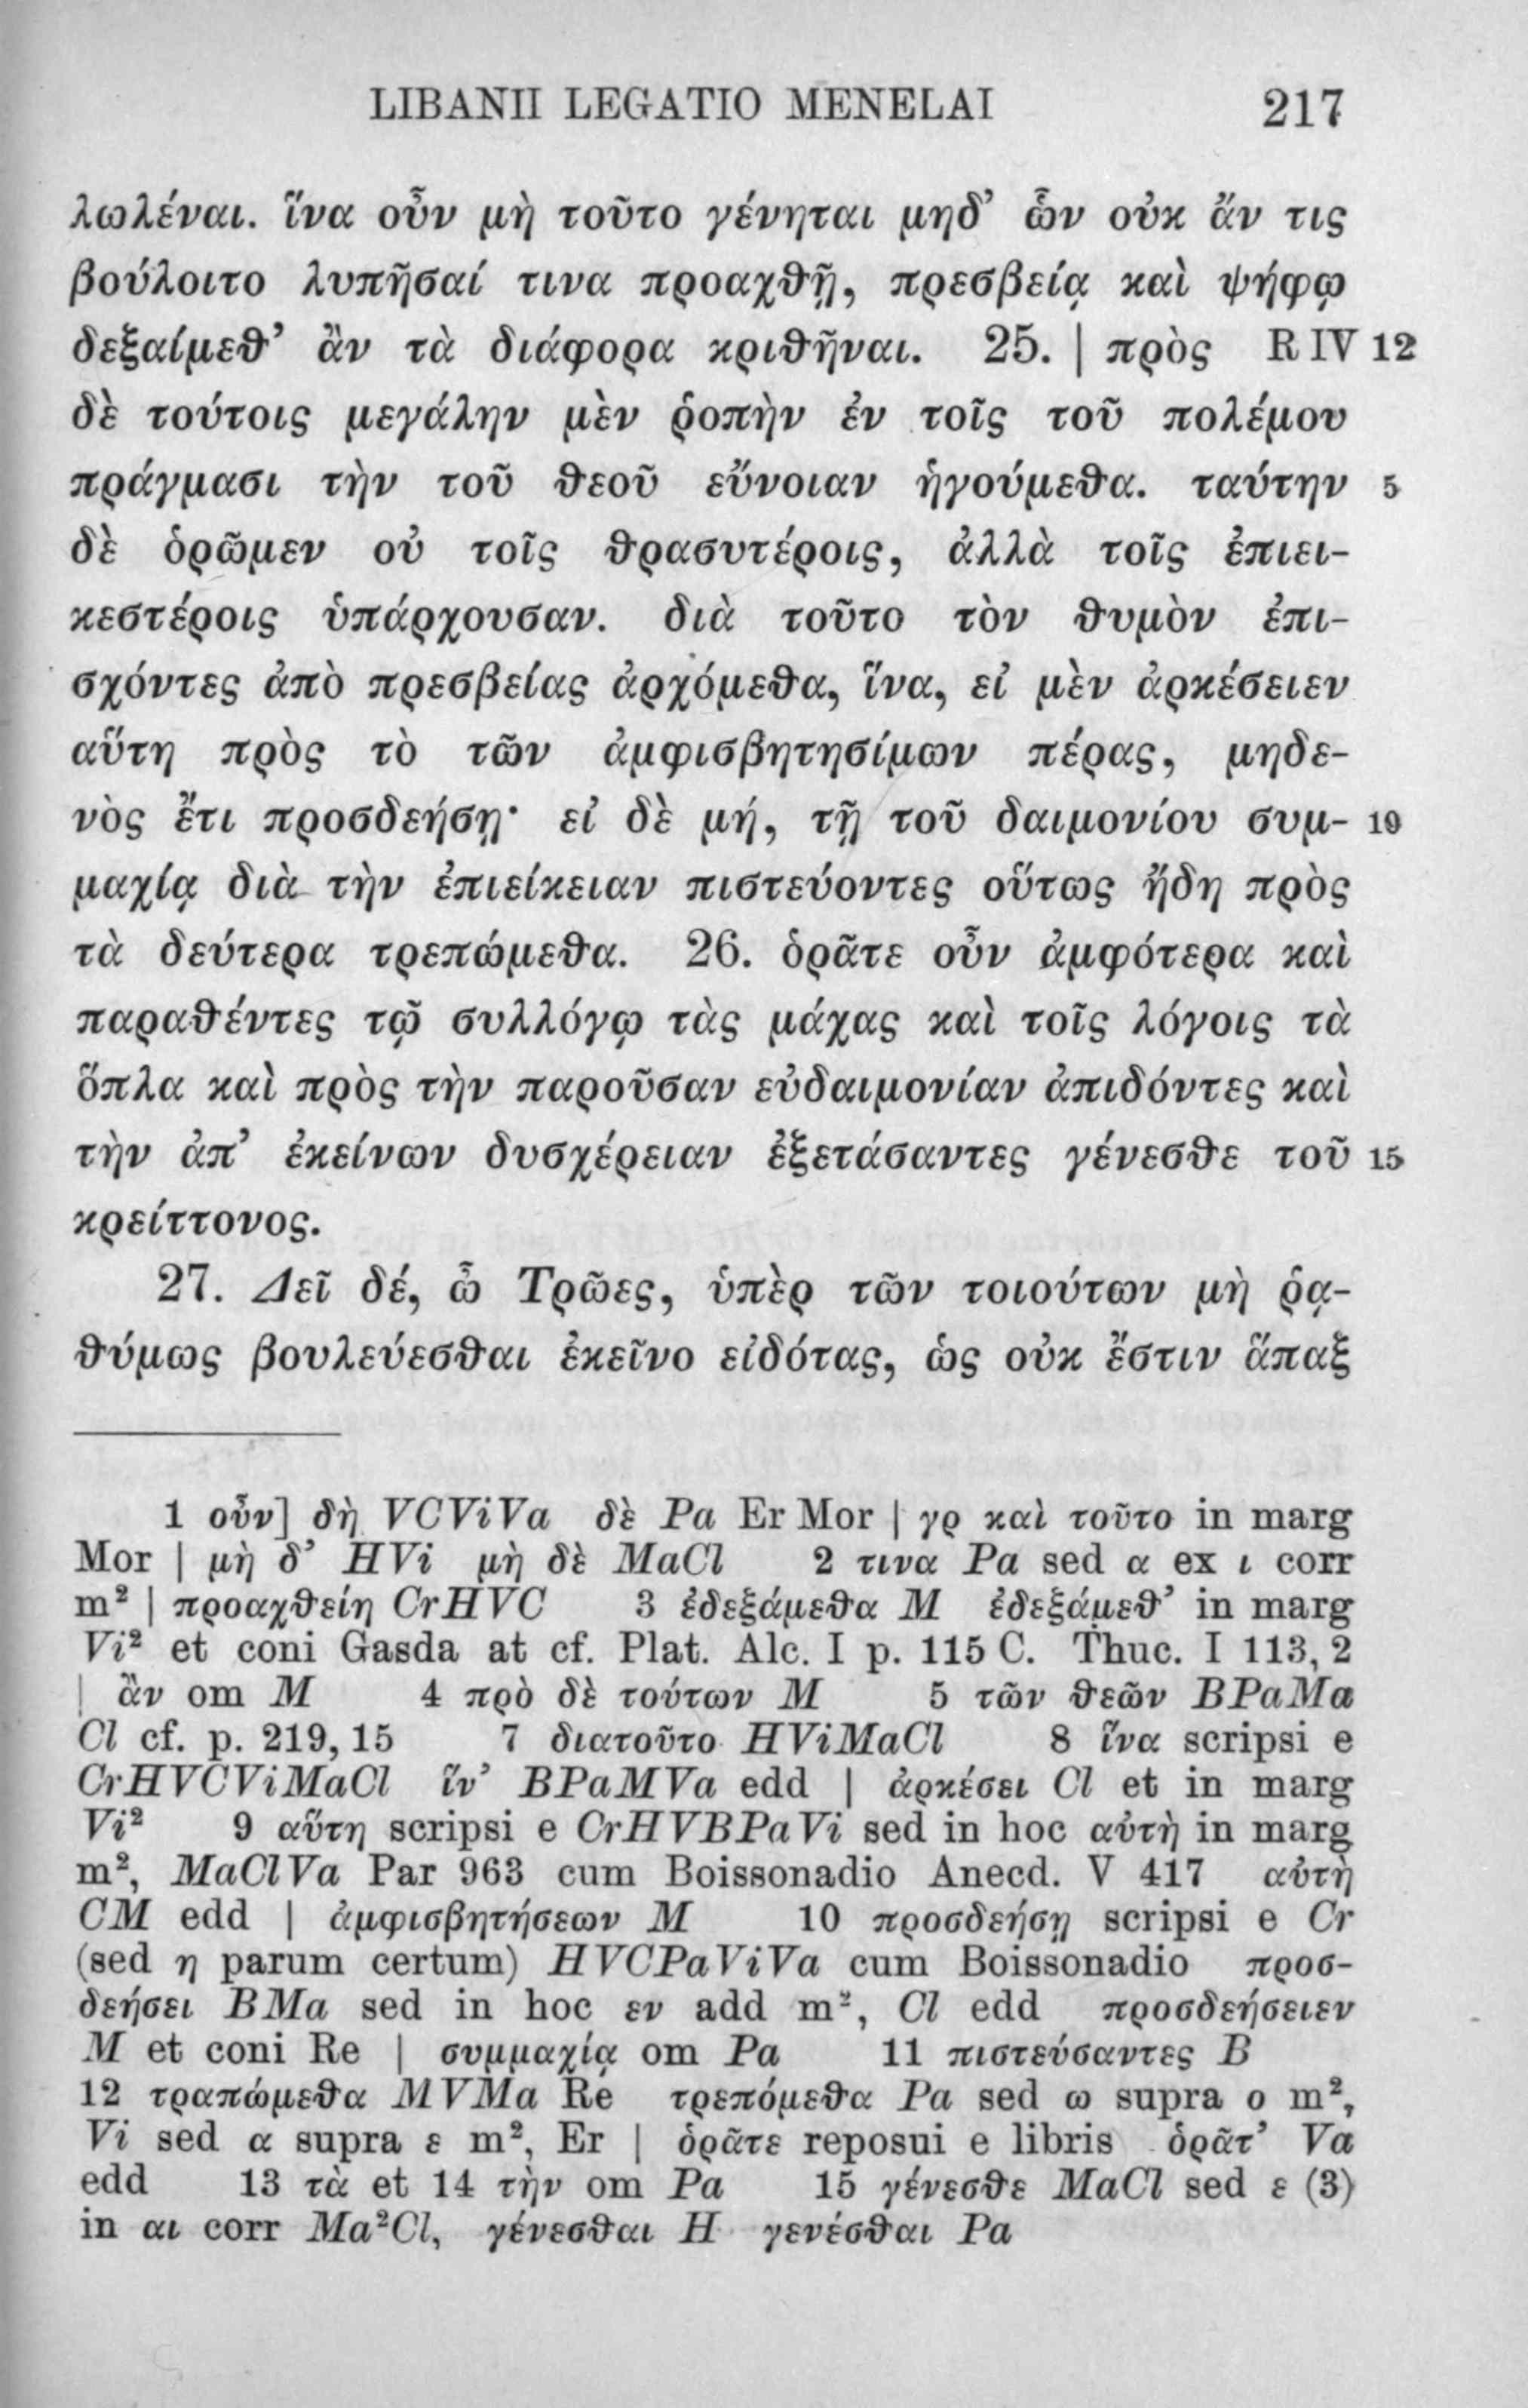 LIBANII LEGATIO MENELAI 217
λωλέναι. ἵνα οὖν μὴ τοῦτο γένηται μηδ’ ὧν οὐκ ἄν τις
βούλοιτο λυπῆσαί τινα προαχθῇ, πρεσβείᾳ καὶ ψήφῳ
δεξαίμεθ’ ἂν τὰ διάφορα κριθῆναι. 25. | πρὸς R IV 12
δὲ τούτοις μεγάλην μὲν ῥοπὴν ἐν τοῖς τοῦ πολέμου
πράγμασι τὴν τοῦ θεοῦ εὔνοιαν ἡγούμεθα. ταύτην 5
δὲ ὁρῶμεν οὐ τοῖς θρασυτέροις, ἀλλὰ τοῖς ἐπιει-
κεστέροις ὑπάρχουσαν. διὰ τοῦτο τὸν θυμὸν ἐπι-
σχόντες ἀπὸ πρεσβείας ἀρχόμεθα, ἵνα, εἰ μὲν ἀρκέσειεν
αὕτη πρὸς τὸ τῶν ἀμφισβητησίμων πέρας, μηδε-
νὸς ἔτι προσδεήσῃ· εἰ δὲ μή, τῇ τοῦ δαιμονίου συμ- 10
μαχίᾳ διὰ τὴν ἐπιείκειαν πιστεύοντες οὕτως ἤδη πρὸς
τὰ δεύτερα τρεπώμεθα. 26. ὁρᾶτε οὖν ἀμφότερα καὶ
παραθέντες τῷ συλλόγῳ τὰς μάχας καὶ τοῖς λόγοις τὰ
ὅπλα καὶ πρὸς τὴν παροῦσαν εὐδαιμονίαν ἀπιδόντες καὶ
τὴν ἀπ’ ἐκείνων δυσχέρειαν ἐξετάσαντες γένεσθε τοῦ 15
κρείττονος.
27. Δεῖ δέ, ὦ Τρῶες, ὑπὲρ τῶν τοιούτων μὴ ῥᾳ-
θύμως βουλεύεσθαι ἐκεῖνο εἰδότας, ὡς οὐκ ἔστιν ἅπαξ
1 οὖν] δὴ VCViVa δὲ Pa Er Mor | γρ καὶ τοῦτο in marg
Mor | μὴ δ’ HVi μὴ δὲ MaCl 2 τινα Pa sed α ex ι corr
m² | προαχθείη CrHVC 3 ἐδεξάμεθα M ἐδεξάμεθ’ in marg
Vi² et coni Gasda at cf. Plat. Alc. I p. 115 C. Thuc. I 113, 2
| ἂν om M 4 πρὸ δὲ τούτων M 5 τῶν θεῶν BPaMa
Cl cf. p. 219, 15 7 διατοῦτο HViMaCl 8 ἵνα scripsi e
CrHVCViMaCl ἵν’ BPaMVa edd | ἀρκέσει Cl et in marg
Vi² 9 αὕτη scripsi e CrHVBPaVi sed in hoc αὐτὴ in marg
m², MaClVa Par 963 cum Boissonadio Anecd. V 417 αὐτὴ
CM edd | ἀμφισβητήσεων M 10 προσδεήσῃ scripsi e Cr
(sed η parum certum) HVCPaViVa cum Boissonadio προσ-
δεήσει BMa sed in hoc εν add m², Cl edd προσδεήσειεν
M et coni Re | συμμαχίᾳ om Pa 11 πιστεύσαντες B
12 τραπώμεθα MVMa Re τρεπόμεθα Pa sed ω supra ο m²,
Vi sed α supra ε m², Er | ὁρᾶτε reposui e libris ὁρᾶτ’ Va
edd 13 τὰ et 14 τὴν om Pa 15 γένεσθε MaCl sed ε (3)
in αι corr Ma²Cl, γένεσθαι H γενέσθαι Pa